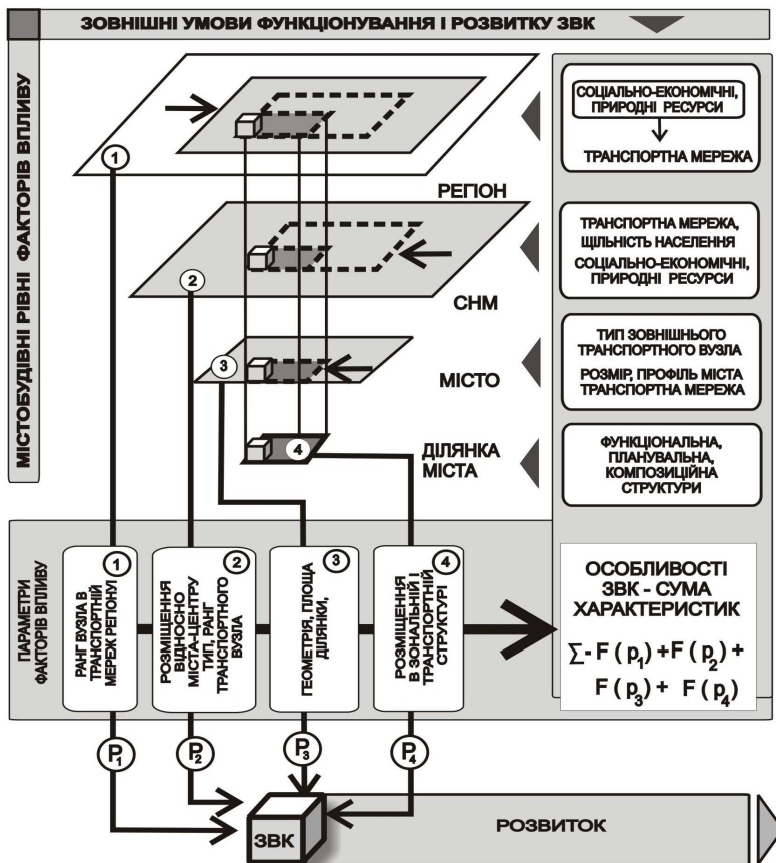 ЗОВНІШНІ УМОВИ ФУНКЦІОНУВАННЯ І РОЗВИТКУ ЗВК
МІСТОБУДІВНІ РІВНІ ФАКТОРІВ ВПЛИВУ
1
РЕГІОН
СОЦІАЛЬНО-ЕКОНОМІЧНІ,
ПРИРОДНІ РЕСУРСИ
ТРАНСПОРТНА МЕРЕЖА
2
СНМ
ТРАНСПОРТНА МЕРЕЖА,
ЩІЛЬНІСТЬ НАСЕЛЕННЯ
СОЦІАЛЬНО-ЕКОНОМІЧНІ,
ПРИРОДНІ РЕСУРСИ
3
МІСТО
ТИП ЗОВНІШНЬОГО
ТРАНСПОРТНОГО ВУЗЛА
РОЗМІР, ПРОФІЛЬ МІСТА
ТРАНСПОРТНА МЕРЕЖА
4
ДІЛЯНКА
МІСТА
ФУНКЦІОНАЛЬНА,
ПЛАНУВАЛЬНА,
КОМПОЗИЦІЙНА
СТРУКТУРИ
ПАРАМЕТРИ
ФАКТОРІВ ВПЛИВУ
1
РАНГ ВУЗЛА В
ТРАНСПОРТНІЙ
МЕРЕЖ РЕГІОНУІ
2
РОЗМІЩЕННЯ
ВІДНОСНО
МІСТА-ЦЕНТРУ
ТИП, РАНГ
ТРАНСПОРТНОГО
ВУЗЛА
3
ГЕОМЕТРІЯ, ПЛОЩА
ДІЛЯНКИ,
4
РОЗМІЩЕННЯ
В ЗОНАЛЬНІЙ І
ТРАНСПОРТНІЙ
СТРУКТУРІ
ОСОБЛИВОСТІ
ЗВК - СУМА
ХАРАКТЕРИСТИК
∑- F ( p₁ ) +F ( p₂ ) +
F ( p₃ ) + F ( p₄ )
P₁
P₂
P₃
P₄
ЗВК
РОЗВИТОК